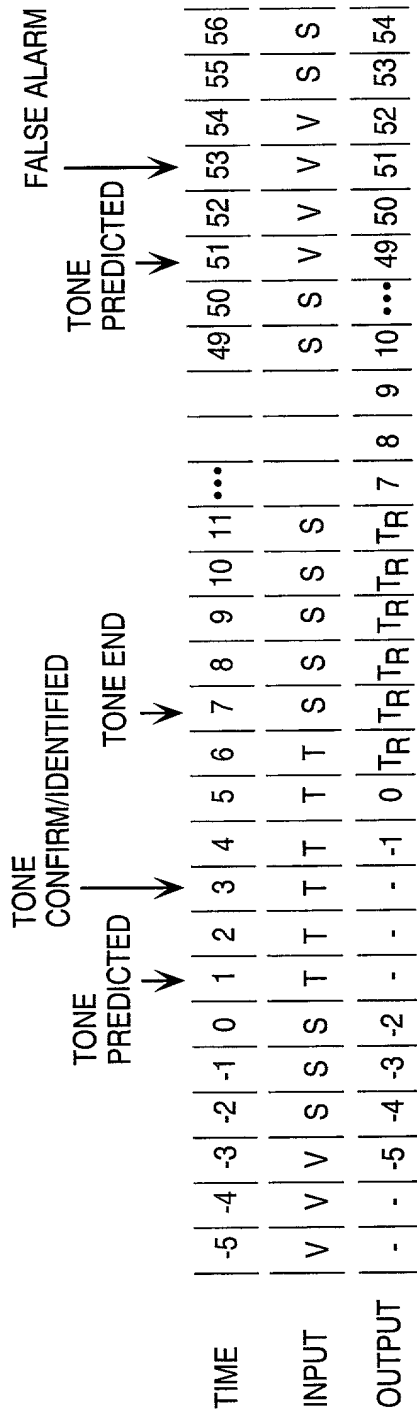 FALSE ALARM
TONE
PREDICTED
TONE
CONFIRM/IDENTIFIED
TONE END
TONE
PREDICTED
TIME -5 -4 -3 -2 -1 0 1 2 3 4 5 6 7 8 9 10 11 ••• 49 50 51 52 53 54 55 56
INPUT V V V S S S T T T T T T S S S S S S S V V V V S S
OUTPUT - - -5 -4 -3 -2 - - - -1 0 TR TR TR TR TR TR 7 8 9 10 ••• 49 50 51 52 53 54